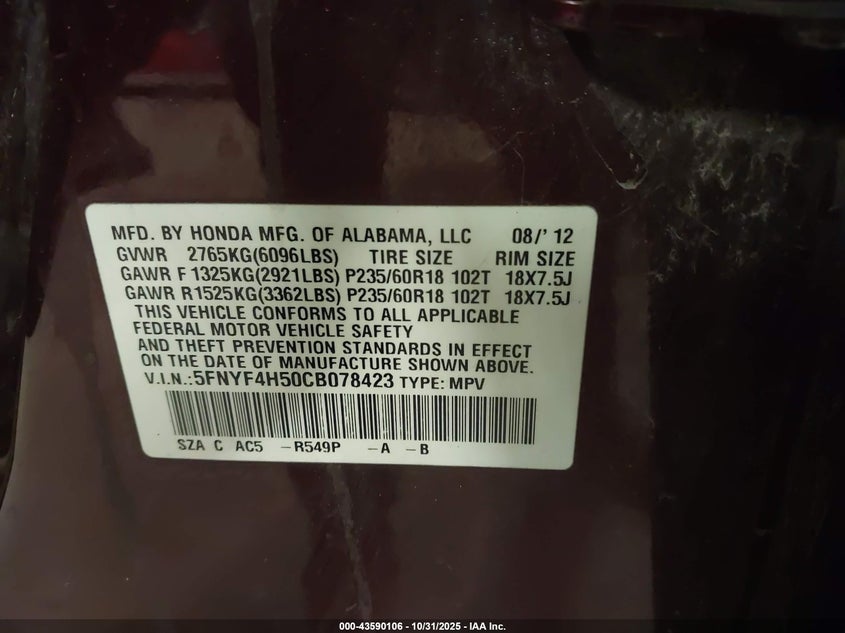 MFD. BY HONDA MFG. OF ALABAMA, LLC 08/' 12
GVWR 2765KG(6096LBS) TIRE SIZE RIM SIZE
GAWR F 1325KG(2921LBS) P235/60R18 102T 18X7.5J
GAWR R1525KG(3362LBS) P235/60R18 102T 18X7.5J
THIS VEHICLE CONFORMS TO ALL APPLICABLE
FEDERAL MOTOR VEHICLE SAFETY
AND THEFT PREVENTION STANDARDS IN EFFECT
ON THE DATE OF MANUFACTURE SHOWN ABOVE.
V.I.N.:5FNYF4H50CB078423 TYPE: MPV
SZA C AC5 -R549P -A -B
000-43590106 - 10/31/2025 - IAA Inc.